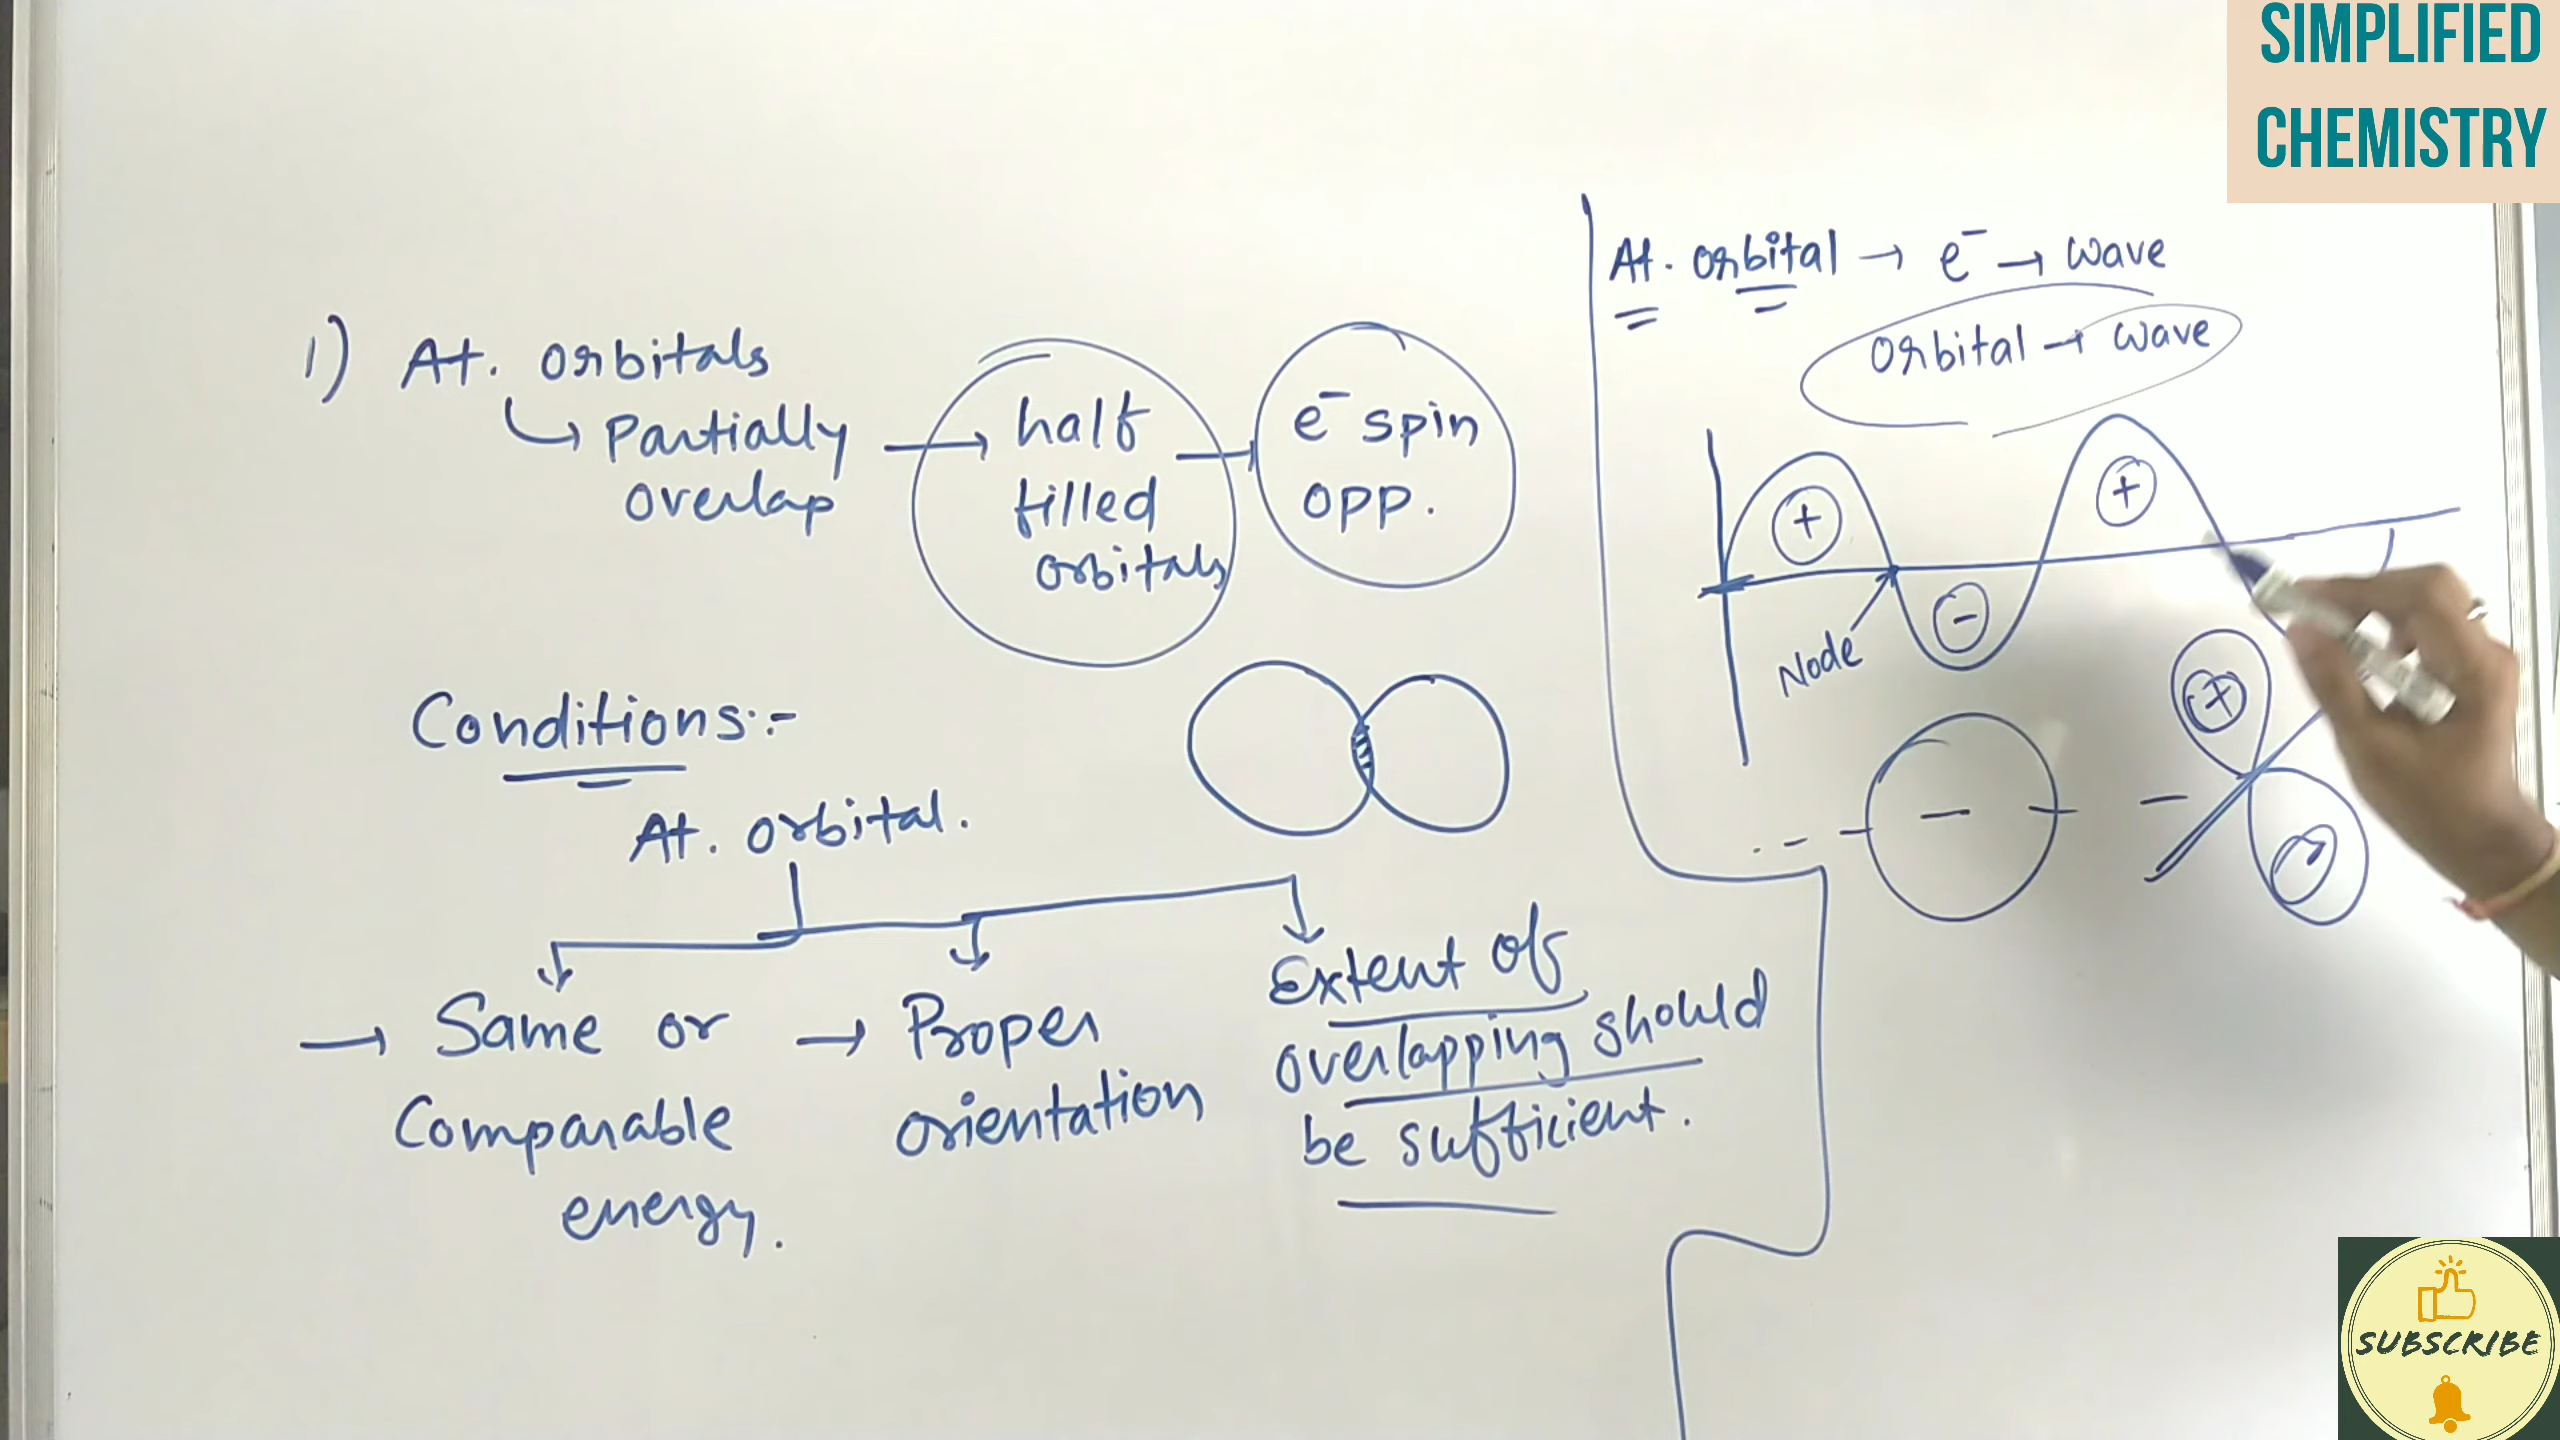 SIMPLIFIED
CHEMISTRY
1) At. orbitals
Partially → half → e⁻ spin
overlap filled opp.
orbitals
Conditions:-
At. orbital.
→ Same or → Proper Extent of
Comparable orientation overlapping should
energy. be sufficient.
At. orbital → e⁻ → wave
orbital → wave
+ - +
Node
+
-
SUBSCRIBE